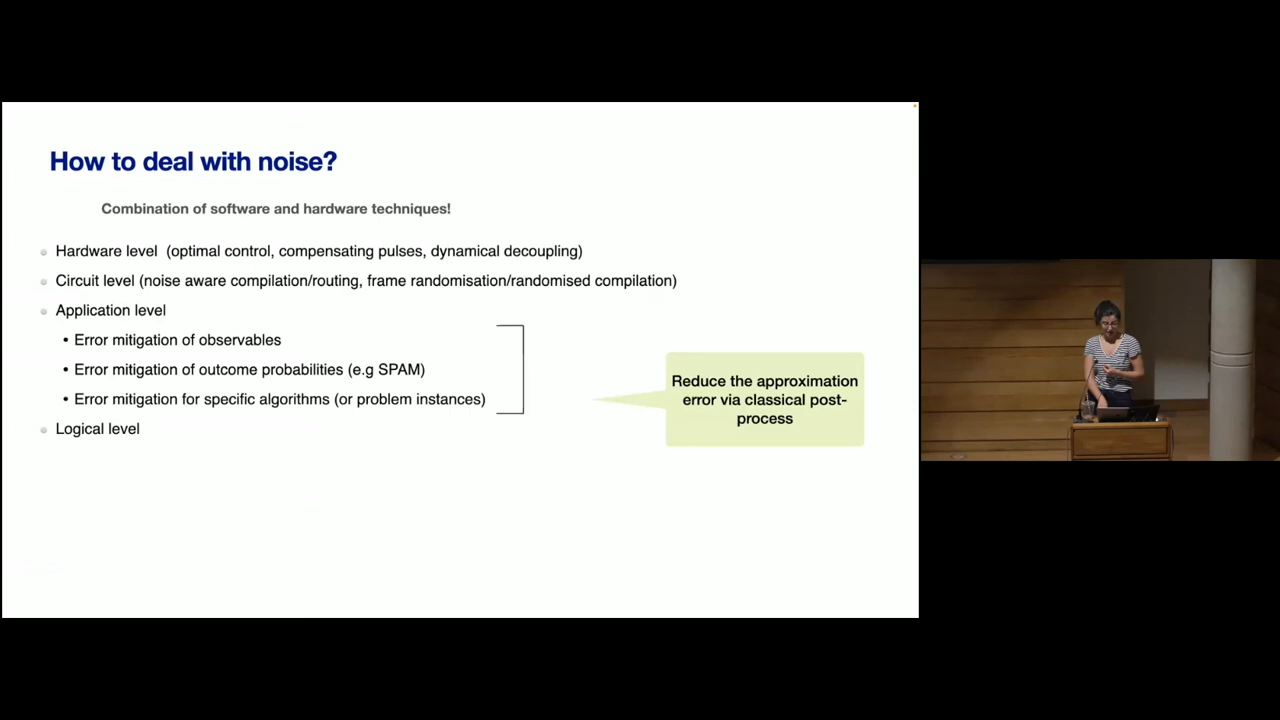 How to deal with noise?
Combination of software and hardware techniques!
Hardware level (optimal control, compensating pulses, dynamical decoupling)
Circuit level (noise aware compilation/routing, frame randomisation/randomised compilation)
Application level
• Error mitigation of observables
• Error mitigation of outcome probabilities (e.g SPAM)
• Error mitigation for specific algorithms (or problem instances)
Logical level
Reduce the approximation
error via classical post-
process